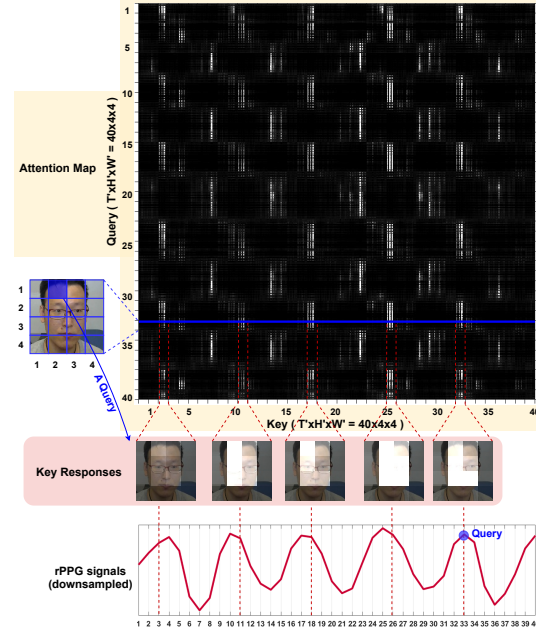 1
5
10
15
20
25
30
35
40
Query ( T'xH'xW' = 40x4x4 )
Attention Map
1
2
3
4
1 2 3 4
A Query
1 5 10 15 20 25 30 35 40
Key ( T'xH'xW' = 40x4x4 )
Key Responses
Query
rPPG signals
(downsampled)
1 2 3 4 5 6 7 8 9 10 11 12 13 14 15 16 17 18 19 20 21 22 23 24 25 26 27 28 29 30 31 32 33 34 35 36 37 38 39 40